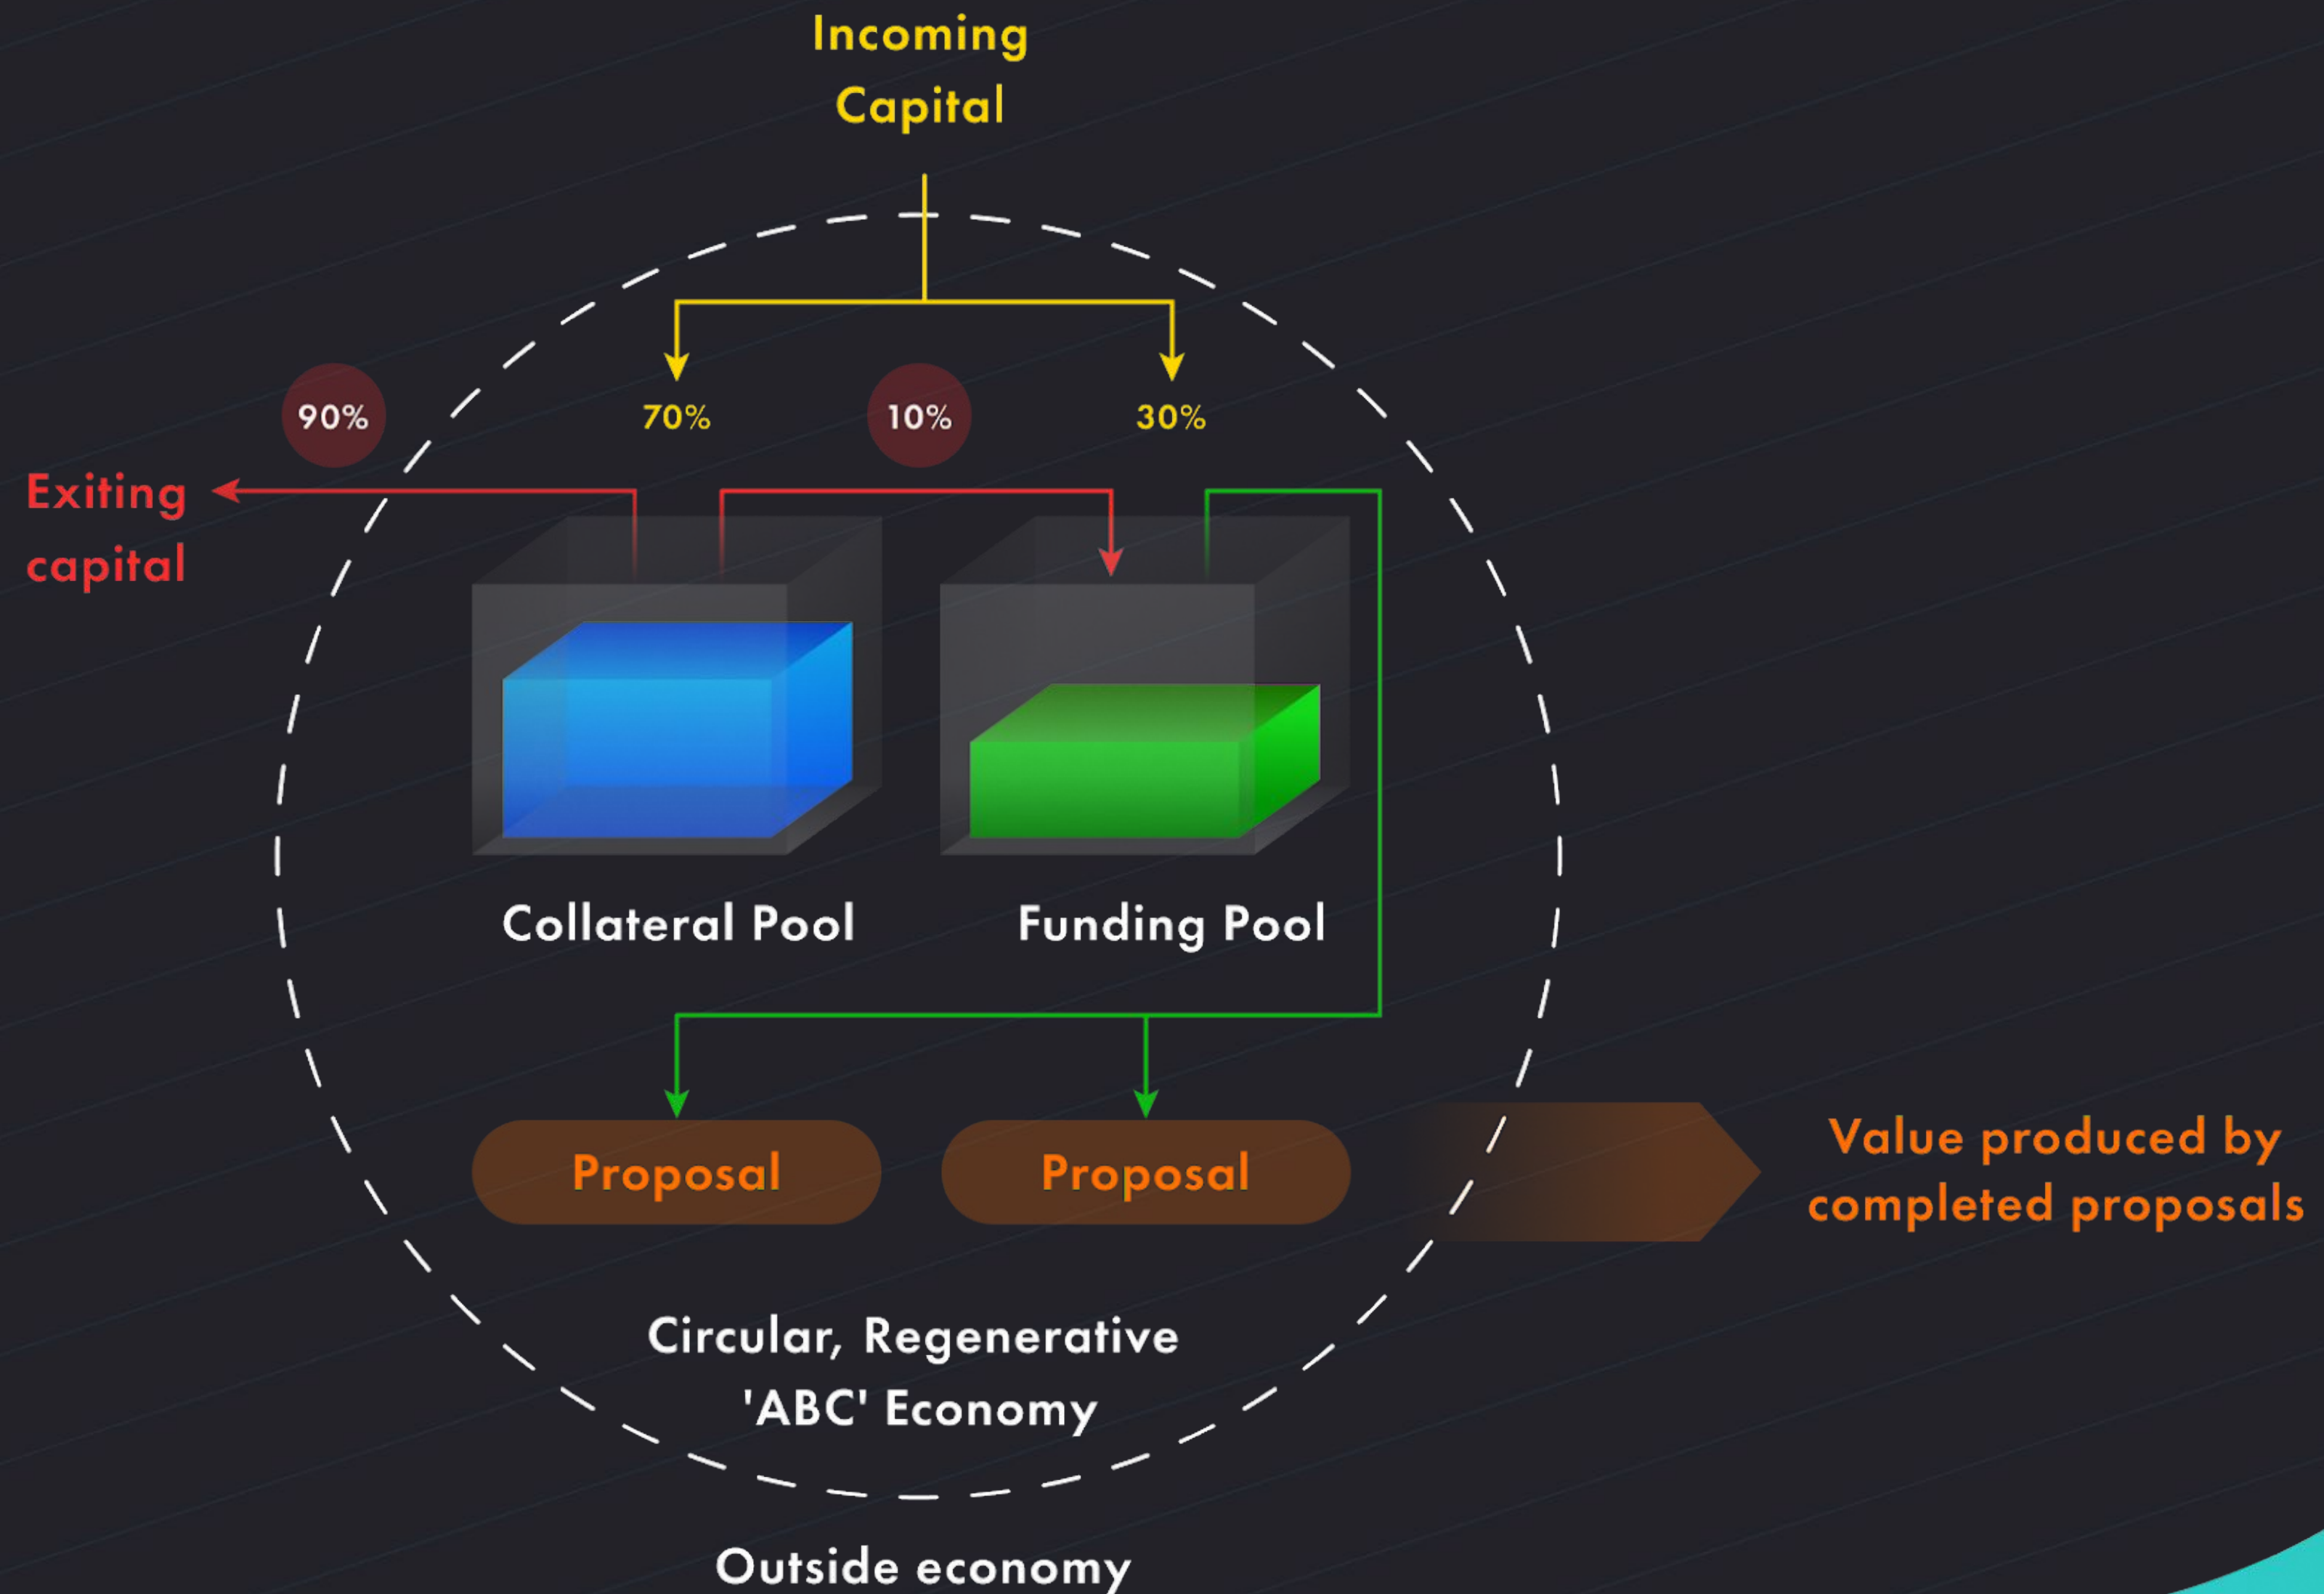 Incoming
Capital
90%
70%
10%
30%
Exiting
capital
Collateral Pool
Funding Pool
Proposal
Proposal
Value produced by
completed proposals
Circular, Regenerative
'ABC' Economy
Outside economy